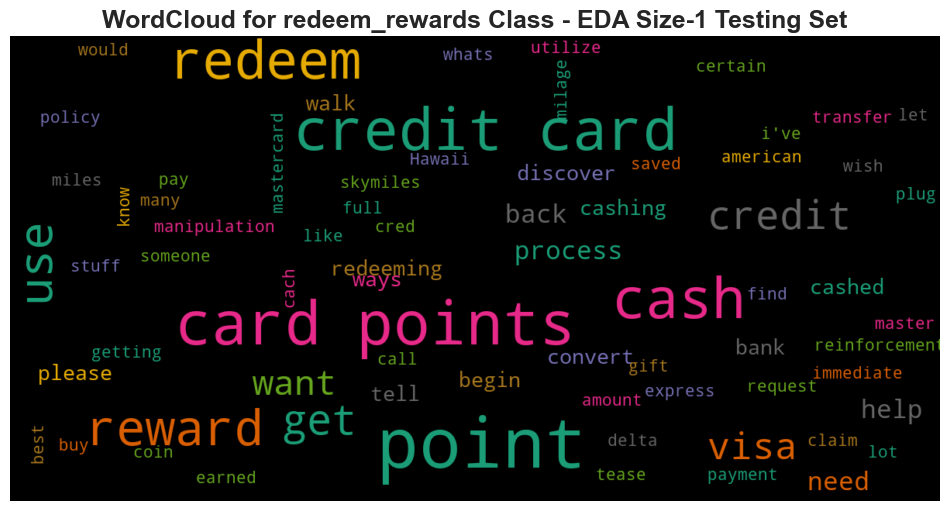 WordCloud for redeem_rewards Class - EDA Size-1 Testing Set
would
redeem
whats
utilize
certain
milage
walk
policy
credit card
mastercard
i've
transfer
let
Hawaii
discover
saved
american
wish
miles
pay
skymiles
know
many
full
back
cashing
credit
plug
manipulation
like
cred
process
use
stuff
someone
redeeming
ways
cach
cash
find
cashed
card points
master
getting
call
convert
gift
bank
reinforcement
please
want
tell
begin
amount
express
request
immediate
reward
get
point
help
best
buy
coin
delta
visa
claim
lot
earned
tease
payment
need